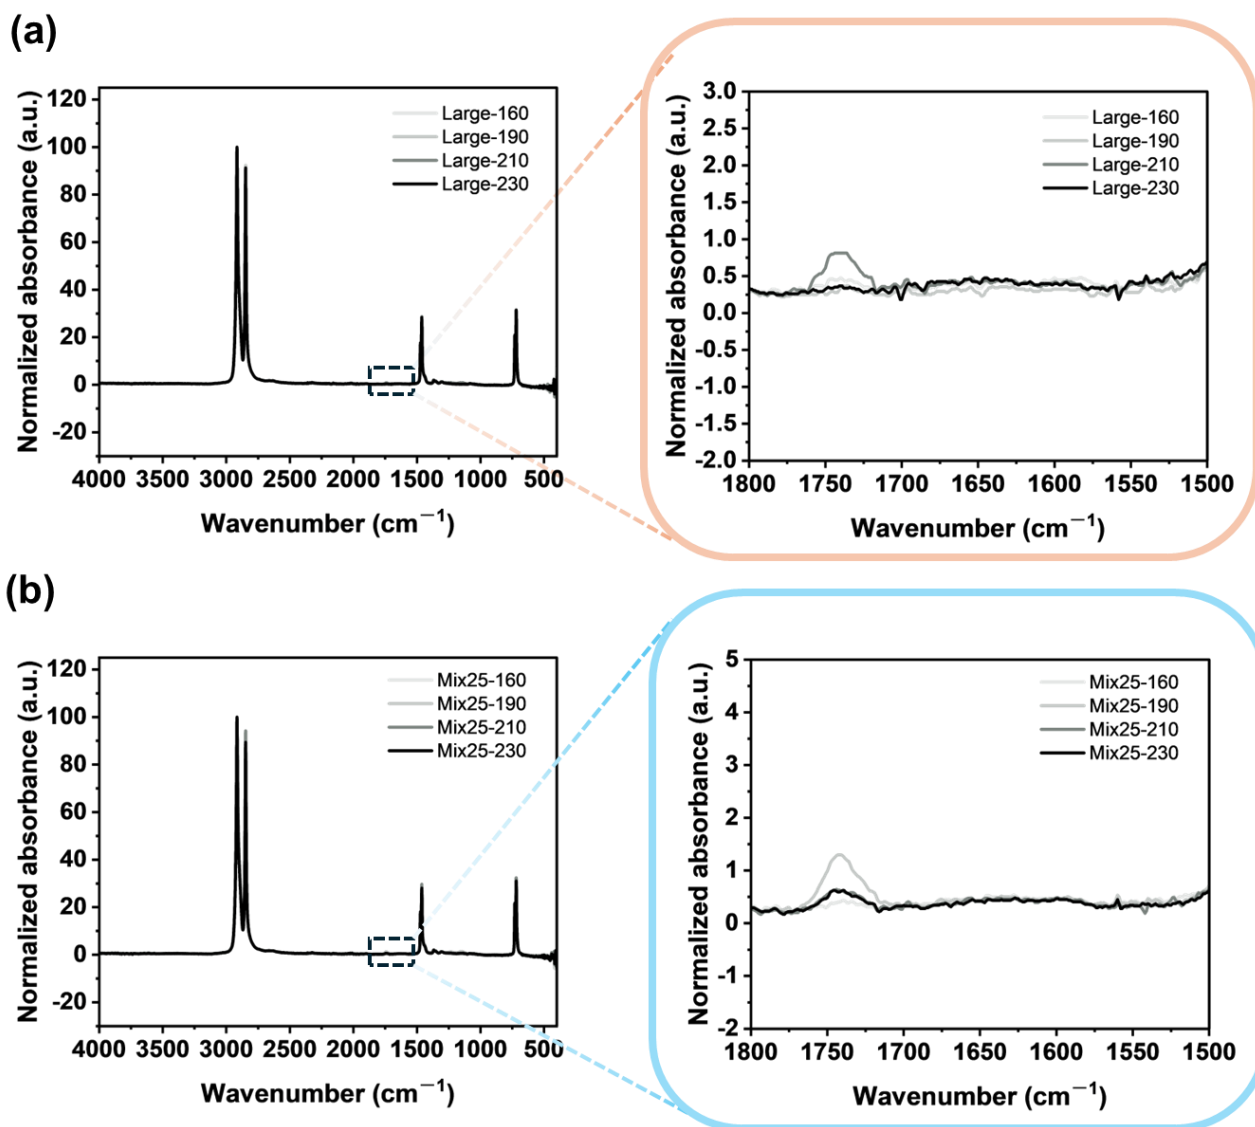 (a)
Normalized absorbance (a.u.)
120
100
80
60
40
20
0
-20
Large-160
Large-190
Large-210
Large-230
4000 3500 3000 2500 2000 1500 1000 500
Wavenumber (cm⁻¹)
Normalized absorbance (a.u.)
3.0
2.5
2.0
1.5
1.0
0.5
0.0
-0.5
-1.0
-1.5
-2.0
Large-160
Large-190
Large-210
Large-230
1800 1750 1700 1650 1600 1550 1500
Wavenumber (cm⁻¹)
(b)
Normalized absorbance (a.u.)
120
100
80
60
40
20
0
-20
Mix25-160
Mix25-190
Mix25-210
Mix25-230
4000 3500 3000 2500 2000 1500 1000 500
Wavenumber (cm⁻¹)
Normalized absorbance (a.u.)
5
4
3
2
1
0
-1
-2
Mix25-160
Mix25-190
Mix25-210
Mix25-230
1800 1750 1700 1650 1600 1550 1500
Wavenumber (cm⁻¹)